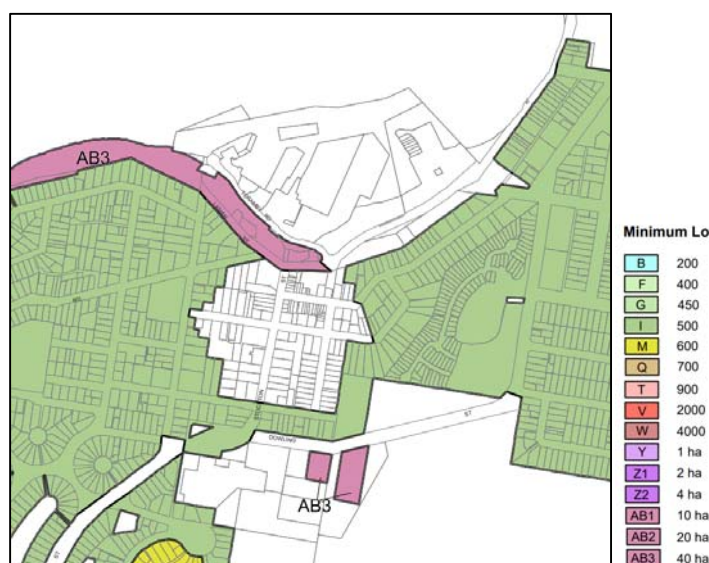 AB3
DOWLING
ST
ST
AB3
Minimum Lo
B 200
F 400
G 450
I 500
M 600
Q 700
T 900
V 2000
W 4000
Y 1 ha
Z1 2 ha
Z2 4 ha
AB1 10 ha
AB2 20 ha
AB3 40 ha